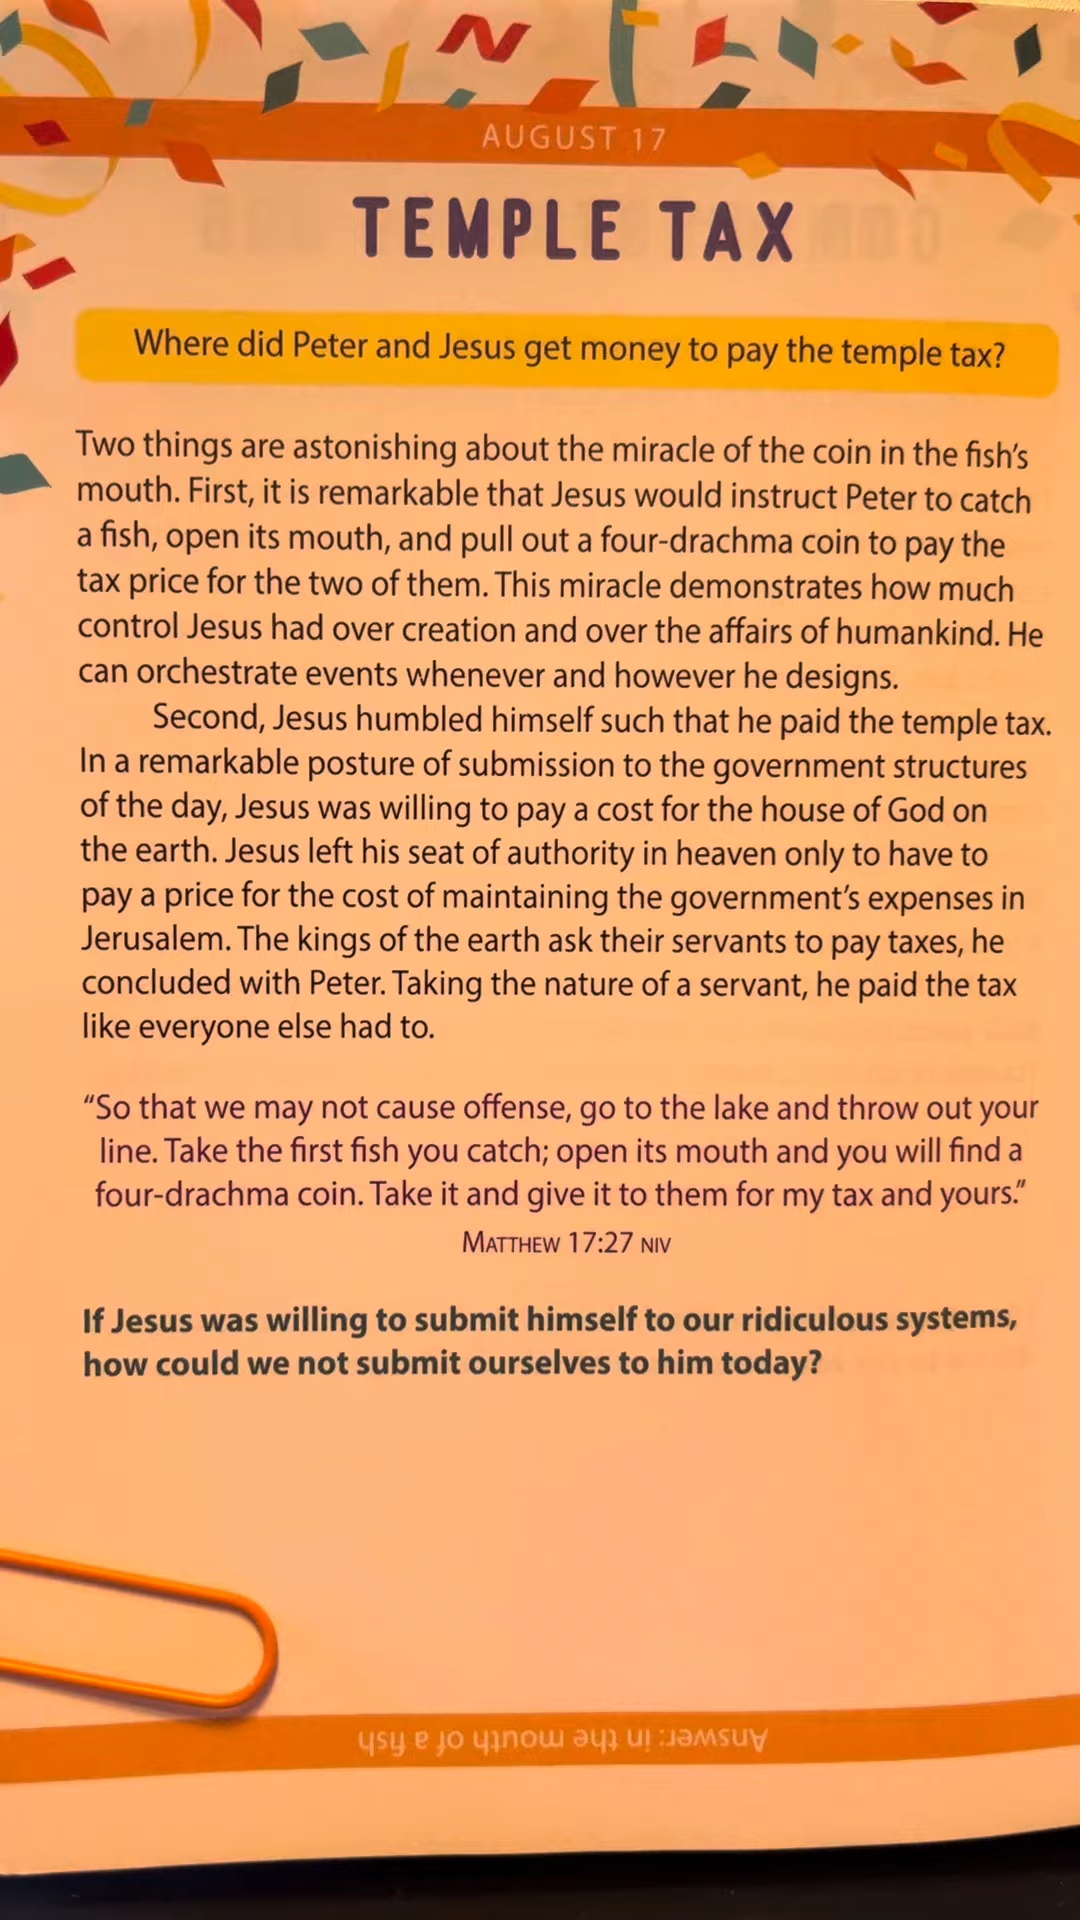 AUGUST 17
TEMPLE TAX
Where did Peter and Jesus get money to pay the temple tax?
Two things are astonishing about the miracle of the coin in the fish's
mouth. First, it is remarkable that Jesus would instruct Peter to catch
a fish, open its mouth, and pull out a four-drachma coin to pay the
tax price for the two of them. This miracle demonstrates how much
control Jesus had over creation and over the affairs of humankind. He
can orchestrate events whenever and however he designs.
Second, Jesus humbled himself such that he paid the temple tax.
In a remarkable posture of submission to the government structures
of the day, Jesus was willing to pay a cost for the house of God on
the earth. Jesus left his seat of authority in heaven only to have to
pay a price for the cost of maintaining the government's expenses in
Jerusalem. The kings of the earth ask their servants to pay taxes, he
concluded with Peter. Taking the nature of a servant, he paid the tax
like everyone else had to.
“So that we may not cause offense, go to the lake and throw out your
line. Take the first fish you catch; open its mouth and you will find a
four-drachma coin. Take it and give it to them for my tax and yours.”
MATTHEW 17:27 NIV
If Jesus was willing to submit himself to our ridiculous systems,
how could we not submit ourselves to him today?
Answer: in the mouth of a fish